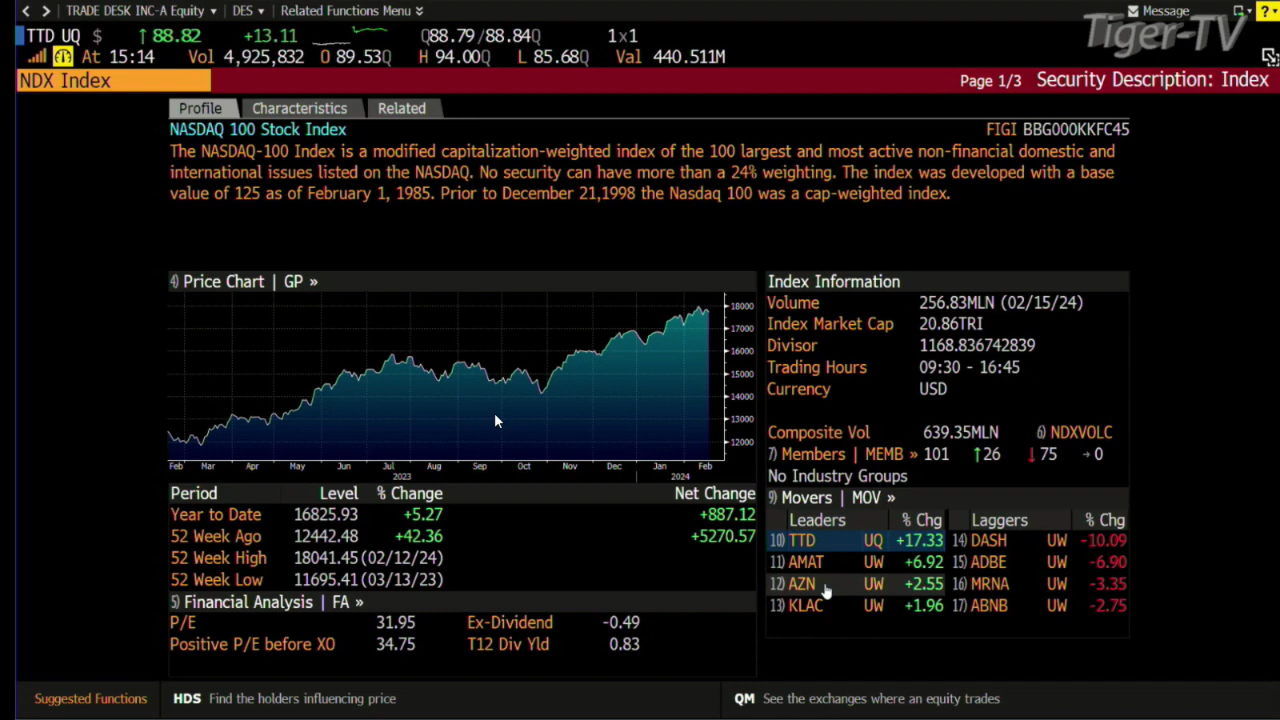 TRADE DESK INC-A Equity DES Related Functions Menu Message ?
Tiger-TV
TTD UQ $ ↑88.82 +13.11 Q88.79/88.84Q 1x1
At 15:14 Vol 4,925,832 O 89.53Q H 94.00Q L 85.68Q Val 440.511M
NDX Index Page 1/3 Security Description: Index
Profile Characteristics Related
NASDAQ 100 Stock Index FIGI BBG000KKFC45
The NASDAQ-100 Index is a modified capitalization-weighted index of the 100 largest and most active non-financial domestic and
international issues listed on the NASDAQ. No security can have more than a 24% weighting. The index was developed with a base
value of 125 as of February 1, 1985. Prior to December 21,1998 the Nasdaq 100 was a cap-weighted index.
4) Price Chart | GP »
18000
17000
16000
15000
14000
13000
12000
Feb Mar Apr May Jun Jul Aug Sep Oct Nov Dec Jan Feb
2023 2024
Period Level % Change Net Change
Year to Date 16825.93 +5.27 +887.12
52 Week Ago 12442.48 +42.36 +5270.57
52 Week High 18041.45 (02/12/24)
52 Week Low 11695.41 (03/13/23)
5) Financial Analysis | FA »
P/E 31.95 Ex-Dividend -0.49
Positive P/E before XO 34.75 T12 Div Yld 0.83
Index Information
Volume 256.83MLN (02/15/24)
Index Market Cap 20.86TRI
Divisor 1168.836742839
Trading Hours 09:30 - 16:45
Currency USD
Composite Vol 639.35MLN 6) NDXVOLC
7) Members | MEMB » 101 ↑26 ↓75 →0
No Industry Groups
9) Movers | MOV »
Leaders % Chg Laggers % Chg
10) TTD UQ +17.33 14) DASH UW -10.09
11) AMAT UW +6.92 15) ADBE UW -6.90
12) AZN UW +2.55 16) MRNA UW -3.35
13) KLAC UW +1.96 17) ABNB UW -2.75
Suggested Functions HDS Find the holders influencing price QM See the exchanges where an equity trades